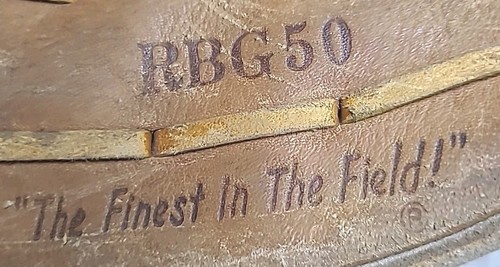 RBG50
"The Finest in The Field!"
®